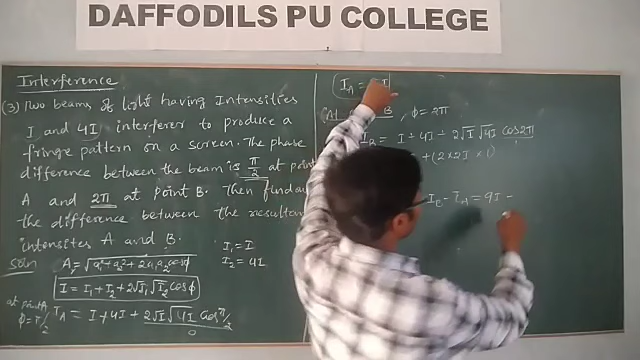 DAFFODILS PU COLLEGE
Interference
(3) Two beams of light having Intensities
I and 4I interferer to produce a
fringe pattern on a screen. The phase
difference between the beam is π/2 at point
A and 2π at point B. Then find
the difference between the resultan
intensites A and B.
I₁ = I
I₂ = 4I
Soln A = √a₁² + a₂² + 2a₁a₂cosϕ
I = I₁ + I₂ + 2√I₁ √I₂ cosϕ
at point A
ϕ = π/2
I_A = I + 4I + 2√I √4I cos π/2
0
I_A =
B, ϕ = 2π
= I + 4I + 2√I √4I cos2π
+ (2 × 2I × 1)
I_B - I_A = 9I -